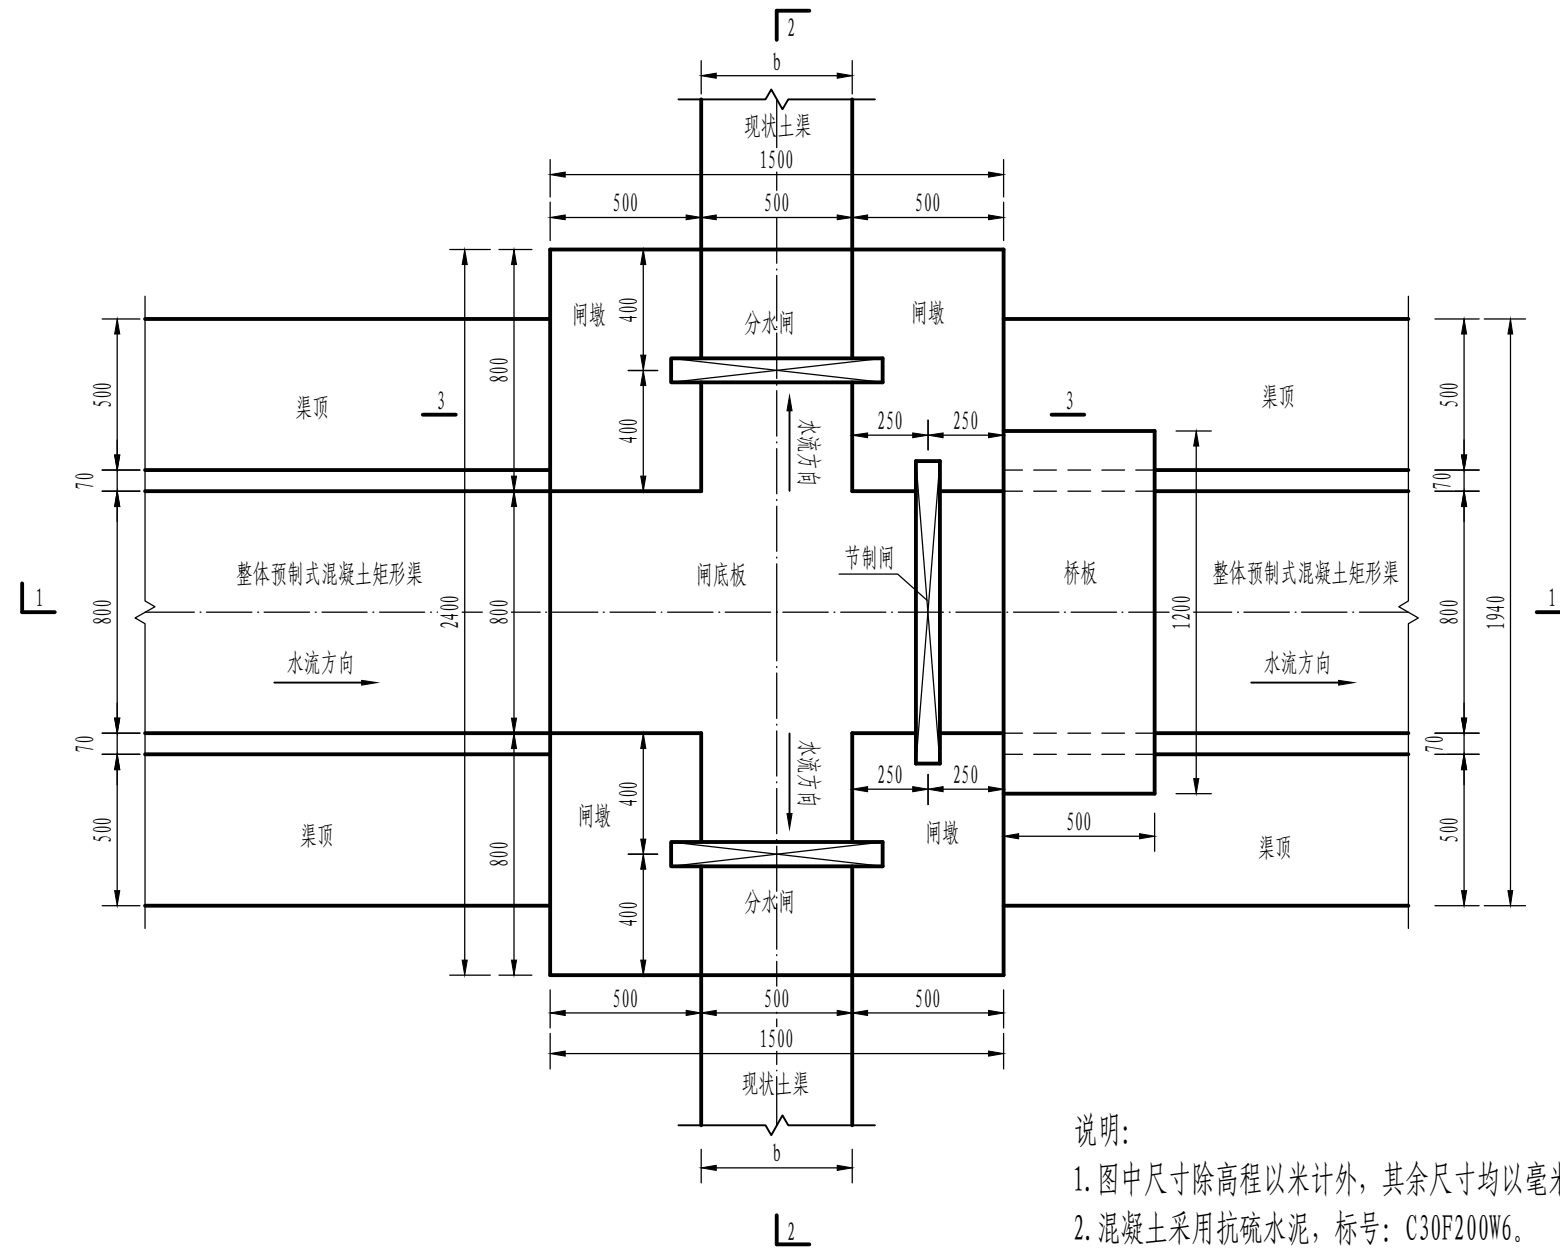 2
b
现状土渠
1500
500
500
500
闸墩
400
分水闸
闸墩
500
800
500
渠顶
3
3
渠顶
400
水流方向
250
250
70
70
整体预制式混凝土矩形渠
闸底板
节制闸
桥板
整体预制式混凝土矩形渠
1
800
2400
800
1200
800
1940
1
水流方向
水流方向
70
70
水流方向
400
250
250
闸墩
闸墩
500
渠顶
800
500
渠顶
500
400
分水闸
500
500
500
1500
现状土渠
b
2
说明：
1.图中尺寸除高程以米计外，其余尺寸均以毫米
2.混凝土采用抗硫水泥，标号：C30F200W6。